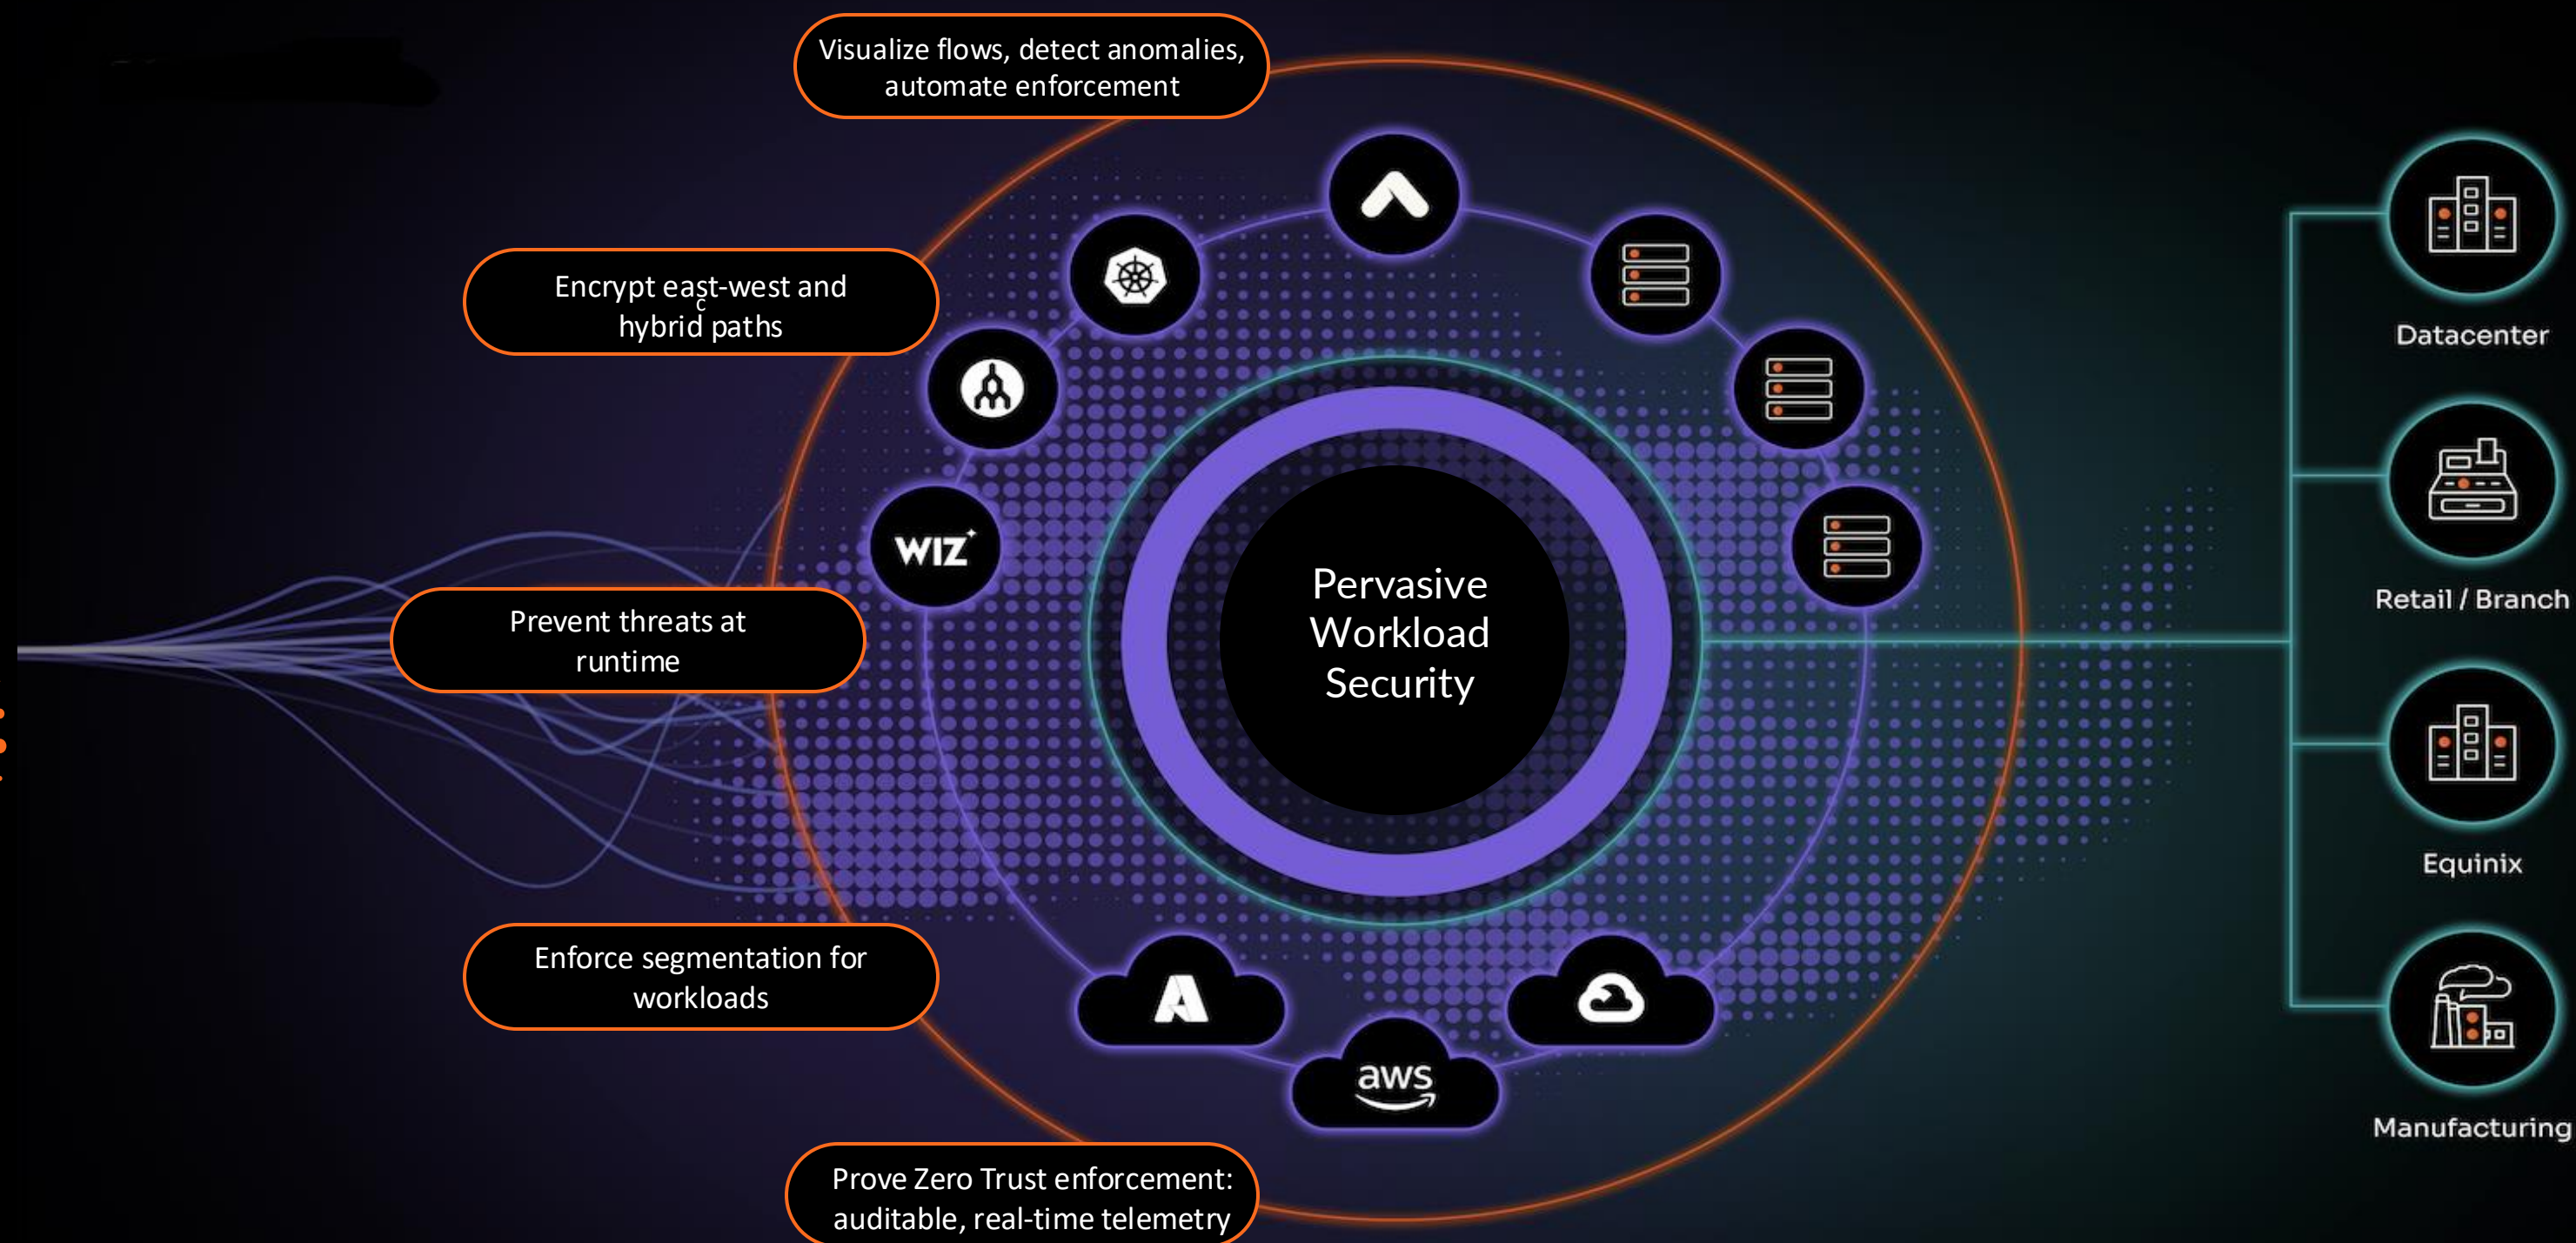 Visualize flows, detect anomalies,
automate enforcement
Encrypt east-west and
c
hybrid paths
WIZ
Prevent threats at
runtime
Pervasive
Workload
Security
Enforce segmentation for
workloads
aws
Prove Zero Trust enforcement:
auditable, real-time telemetry
Datacenter
Retail / Branch
Equinix
Manufacturing